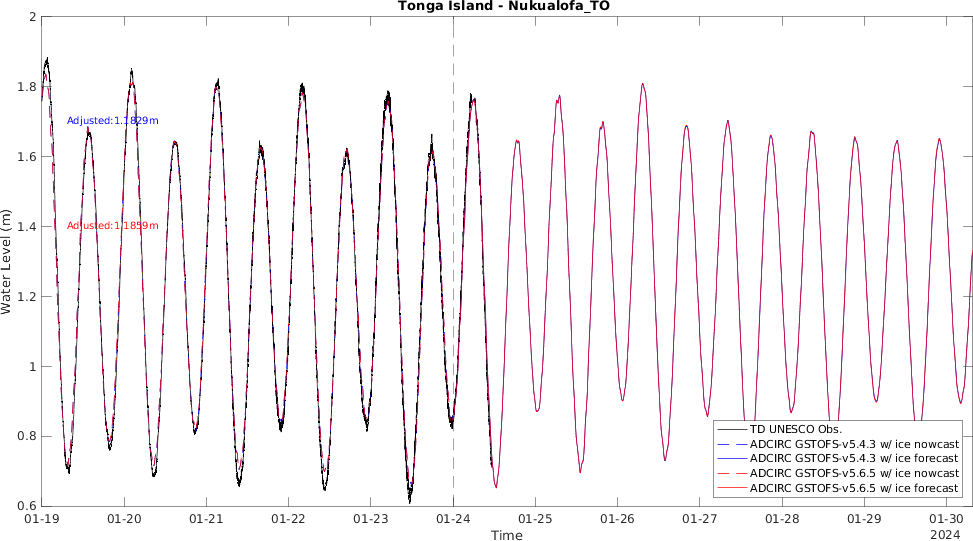 Tonga Island - Nukualofa_TO
2
1.8
1.6
1.4
1.2
1
0.8
0.6
Water Level (m)
Adjusted:1.1829m
Adjusted:1.1859m
TD UNESCO Obs.
ADCIRC GSTOFS-v5.4.3 w/ ice nowcast
ADCIRC GSTOFS-v5.4.3 w/ ice forecast
ADCIRC GSTOFS-v5.6.5 w/ ice nowcast
ADCIRC GSTOFS-v5.6.5 w/ ice forecast
01-19 01-20 01-21 01-22 01-23 01-24 01-25 01-26 01-27 01-28 01-29 01-30
Time
2024